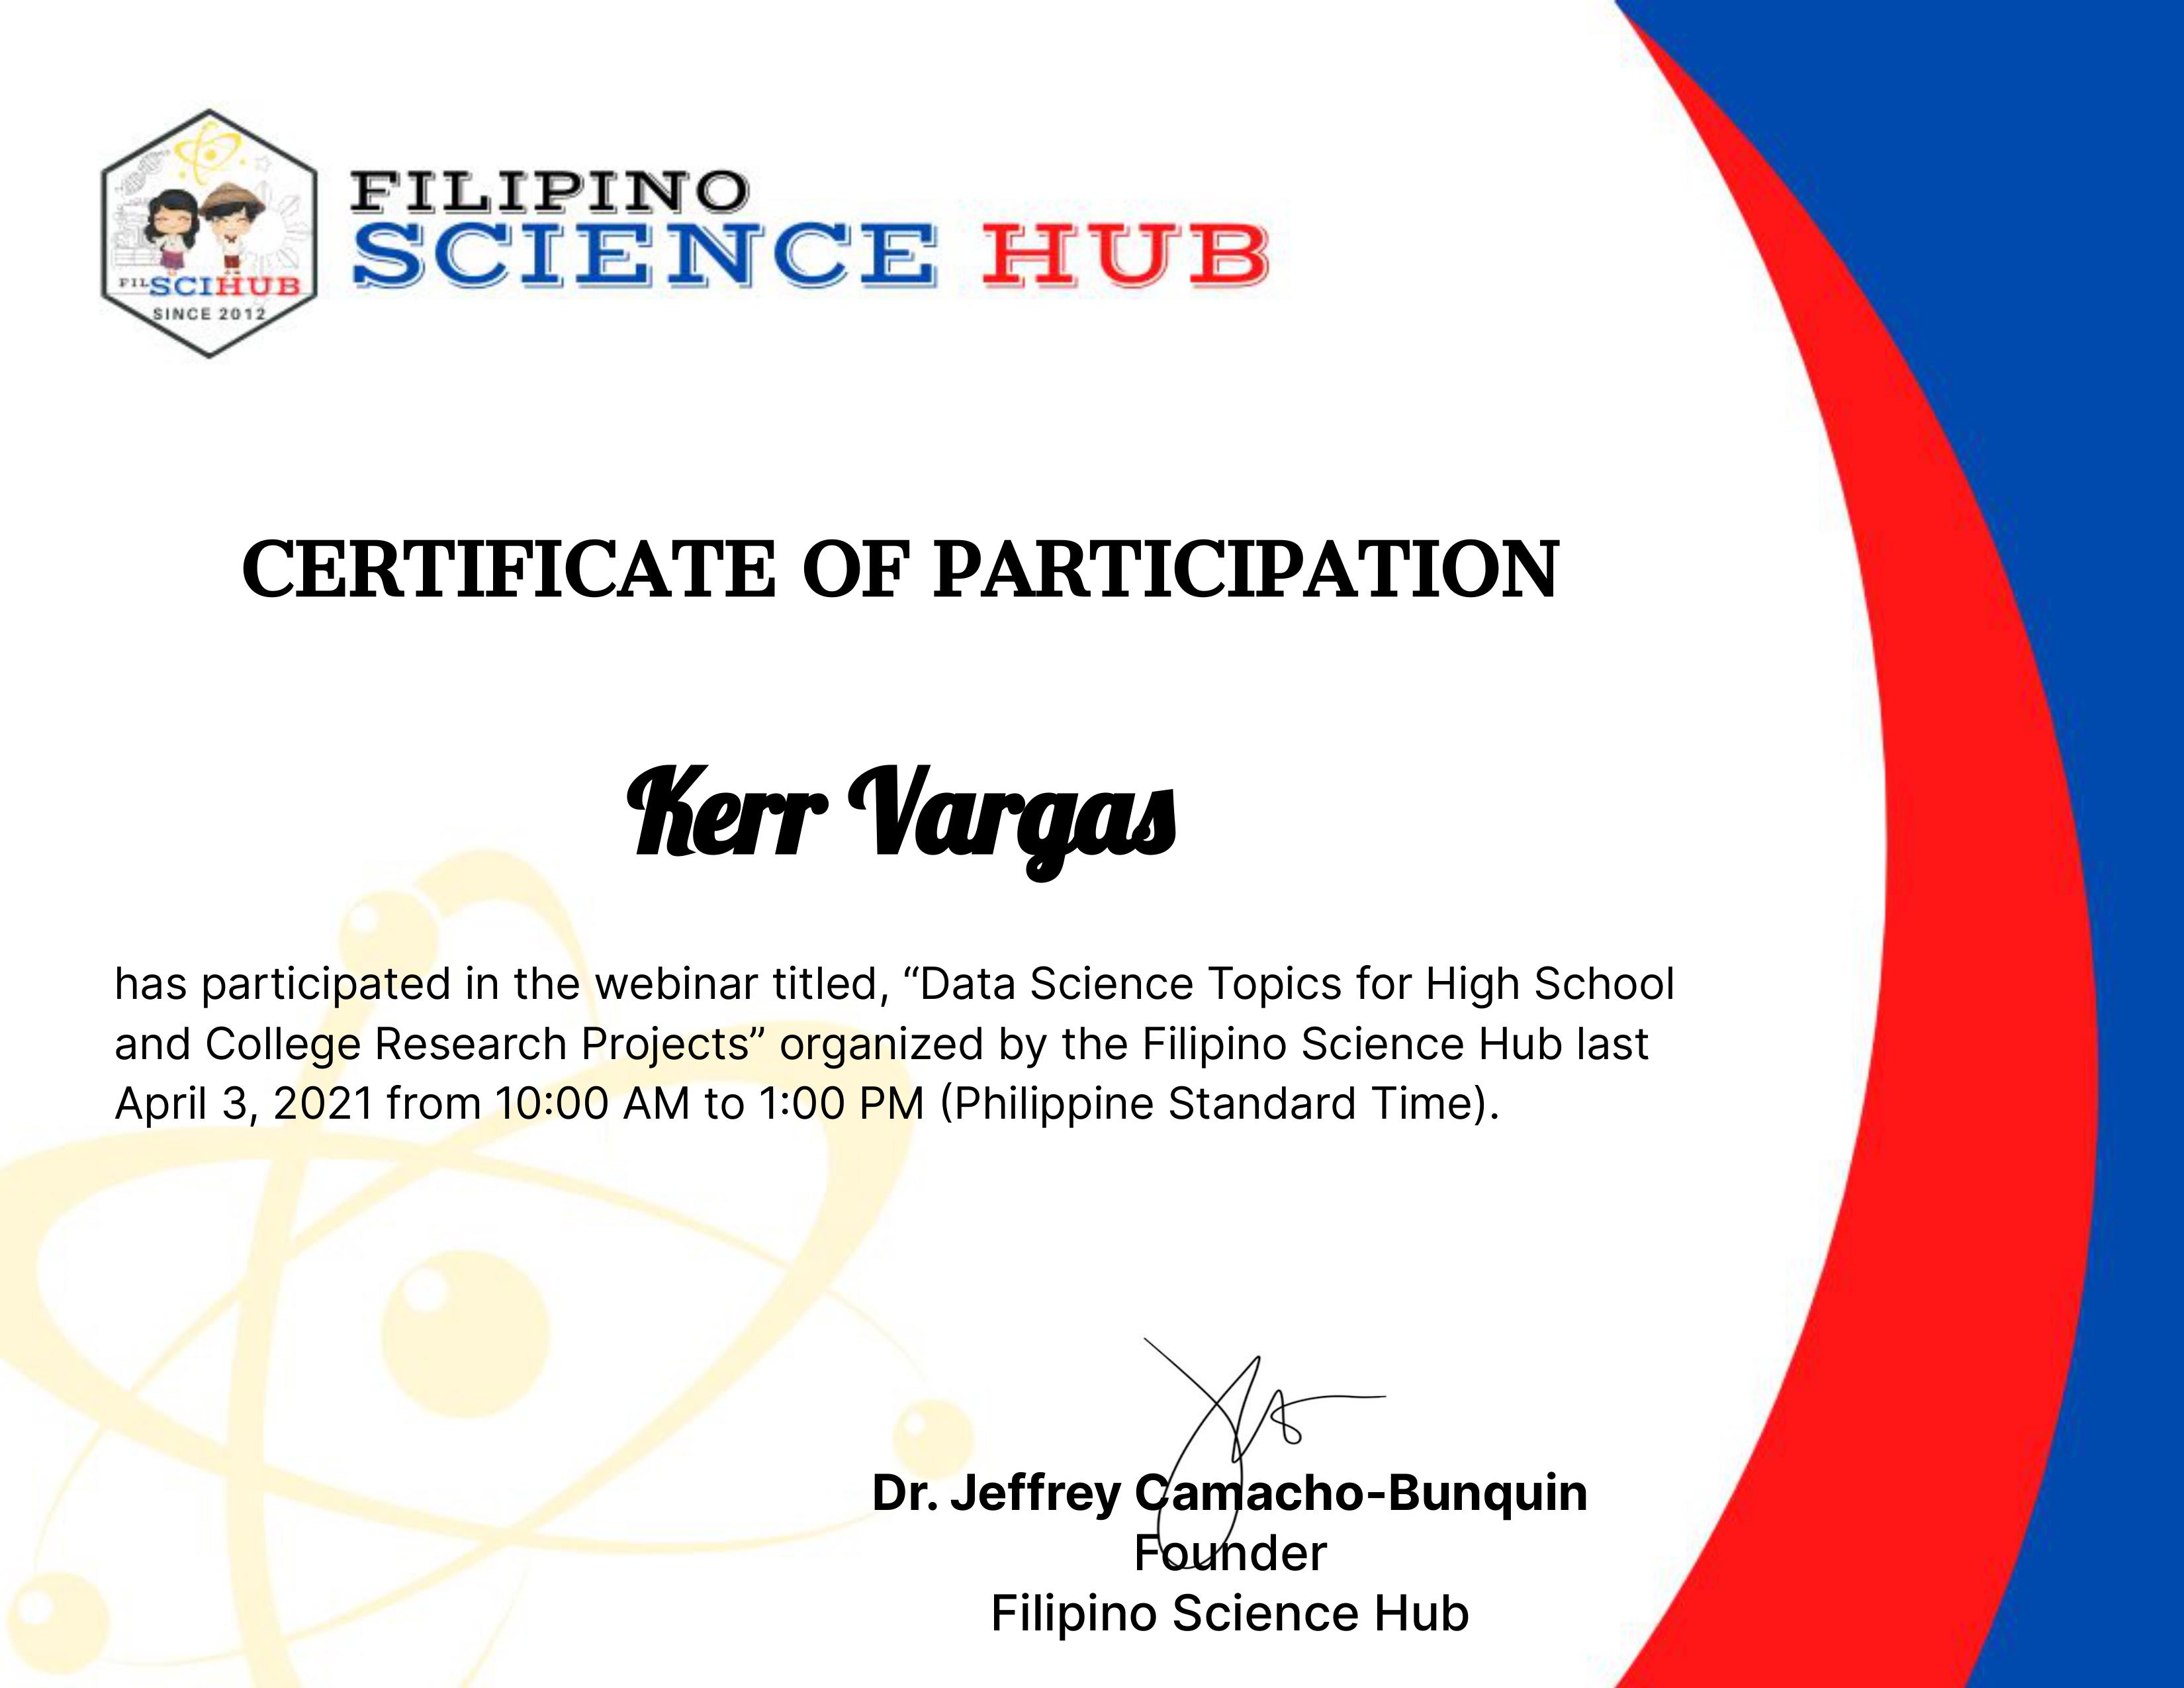 FILIPINO
SCIENCE HUB
FILSCIHUB
SINCE 2012
CERTIFICATE OF PARTICIPATION
Kerr Vargas
has participated in the webinar titled, “Data Science Topics for High School
and College Research Projects” organized by the Filipino Science Hub last
April 3, 2021 from 10:00 AM to 1:00 PM (Philippine Standard Time).
Dr. Jeffrey Camacho-Bunquin
Founder
Filipino Science Hub